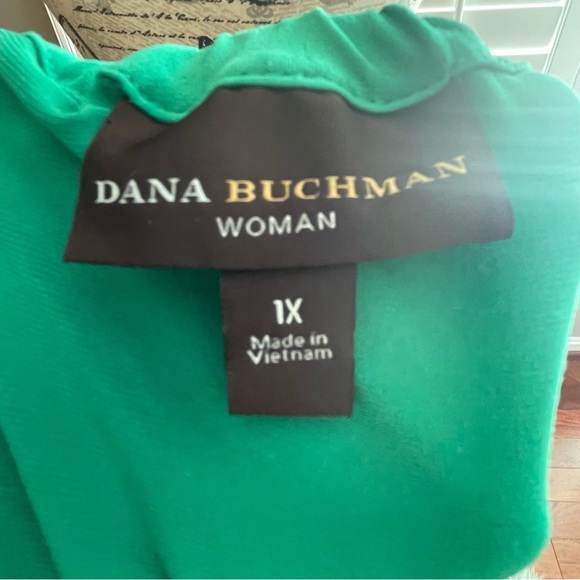 DANA BUCHMAN
WOMAN
1X
Made in
Vietnam